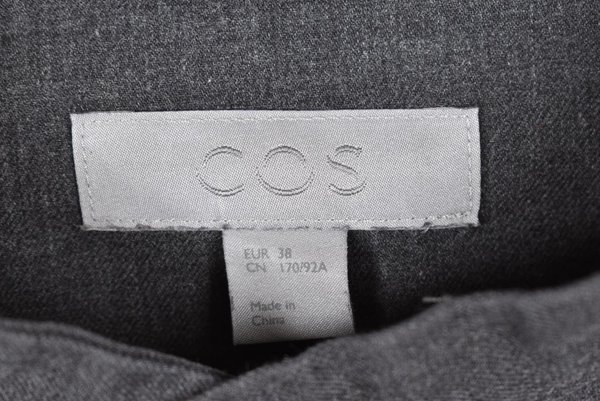 COS
EUR 38
CN 170/92A
Made in
China